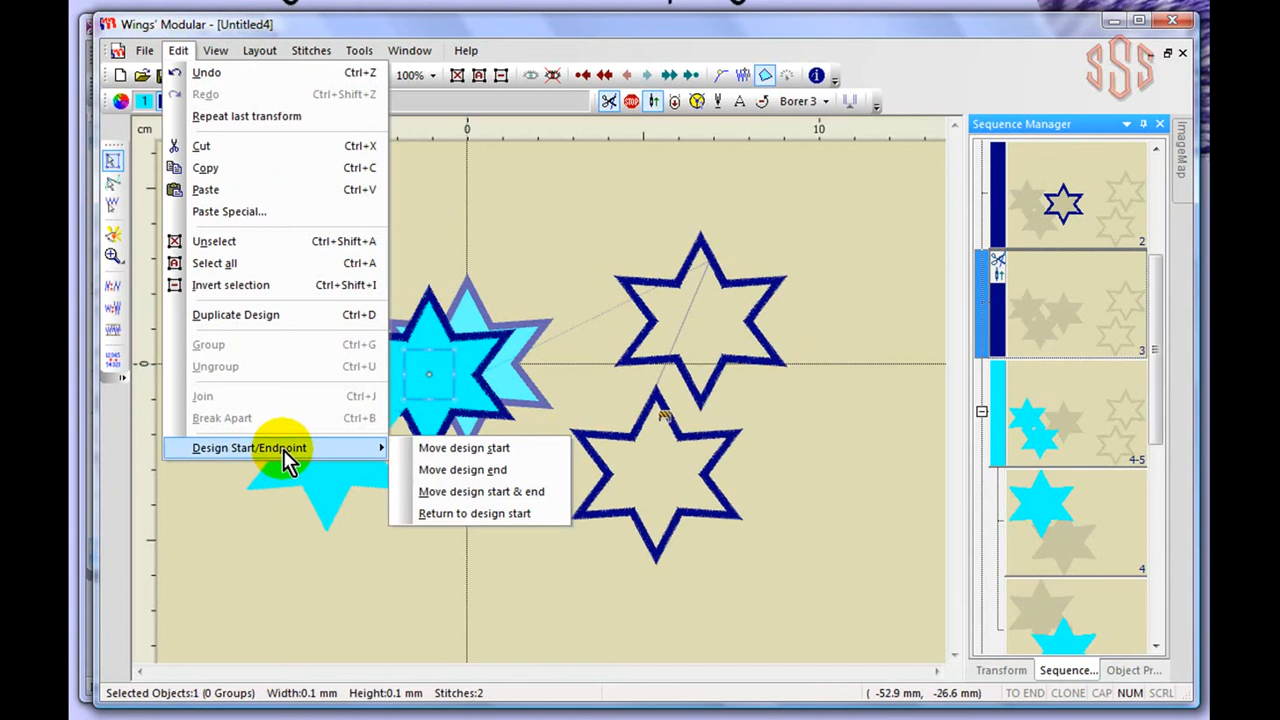 Wings' Modular - [Untitled4]
File Edit View Layout Stitches Tools Window Help
100%
1
Borer 3
Undo Ctrl+Z
Redo Ctrl+Shift+Z
Repeat last transform
Cut Ctrl+X
Copy Ctrl+C
Paste Ctrl+V
Paste Special...
Unselect Ctrl+Shift+A
Select all Ctrl+A
Invert selection Ctrl+Shift+I
Duplicate Design Ctrl+D
Group Ctrl+G
Ungroup Ctrl+U
Join Ctrl+J
Break Apart Ctrl+B
Design Start/Endpoint
Move design start
Move design end
Move design start & end
Return to design start
cm
0
10
0
SSS
Sequence Manager
ImageMap
2
3
4-5
4
Transform Sequence... Object Pr...
Selected Objects:1 (0 Groups) Width:0.1 mm Height:0.1 mm Stitches:2
( -52.9 mm, -26.6 mm) TO END CLONE CAP NUM SCRL